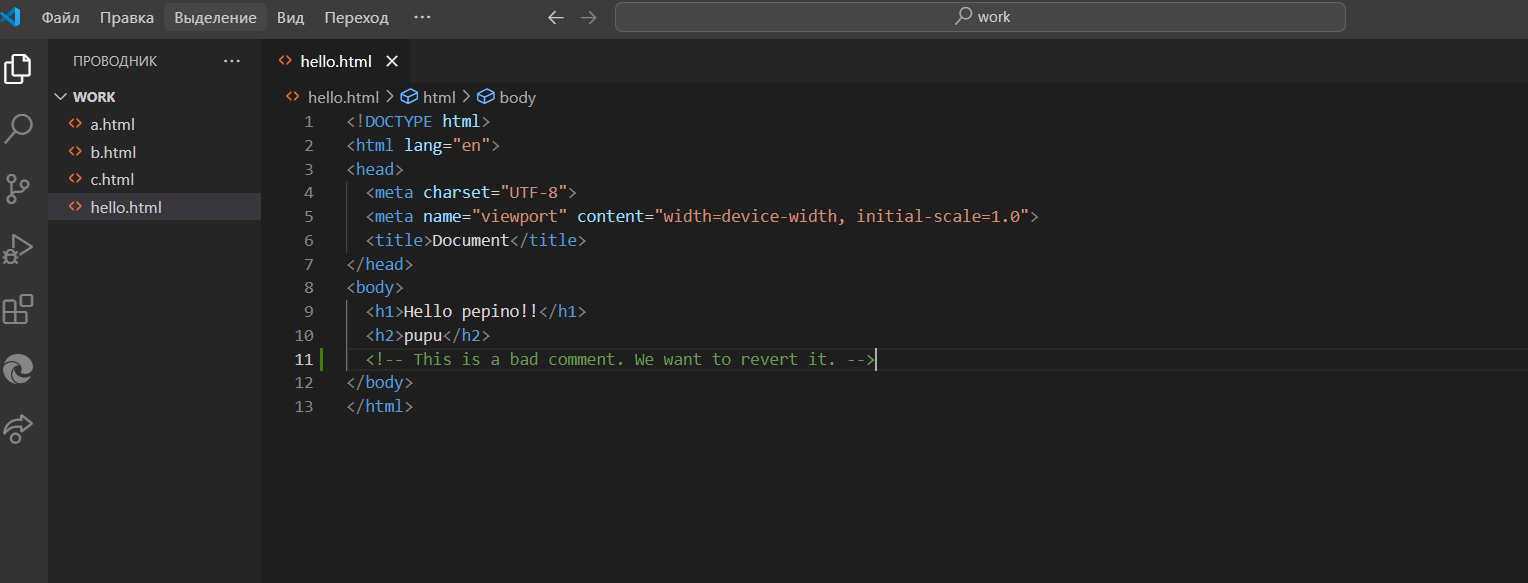 Файл Правка Выделение Вид Переход ··· work
ПРОВОДНИК ···
WORK
a.html
b.html
c.html
hello.html
hello.html
hello.html > html > body
1 <!DOCTYPE html>
2 <html lang="en">
3 <head>
4 <meta charset="UTF-8">
5 <meta name="viewport" content="width=device-width, initial-scale=1.0">
6 <title>Document</title>
7 </head>
8 <body>
9 <h1>Hello pepino!!</h1>
10 <h2>pupu</h2>
11 <!-- This is a bad comment. We want to revert it. -->
12 </body>
13 </html>